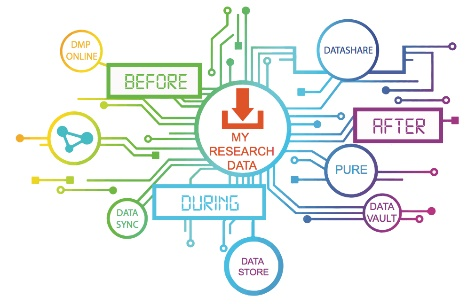 DMP
ONLINE
BEFORE
DATASHARE
MY
RESEARCH
DATA
AFTER
PURE
DURING
DATA
SYNC
DATA
VAULT
DATA
STORE